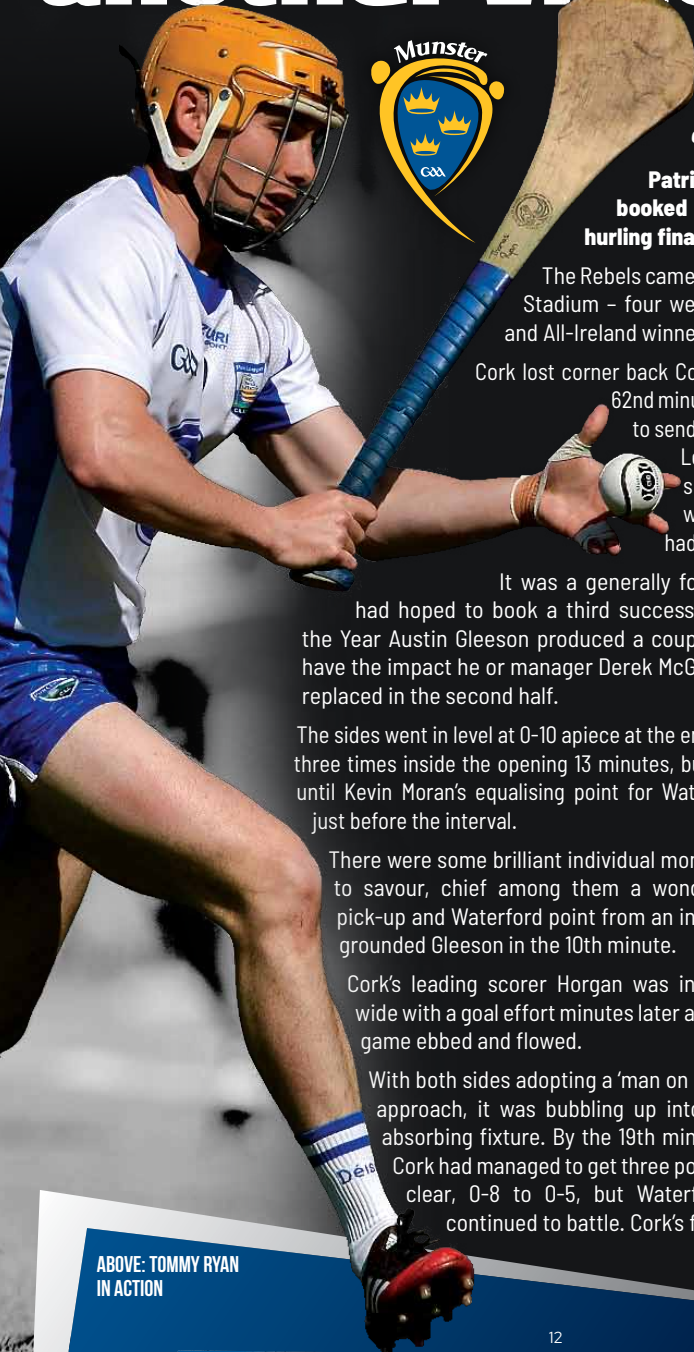 Munster
GAA
Patri
booked
hurling fina
The Rebels came
Stadium – four we
and All-Ireland winne
Cork lost corner back Co
62nd minu
to send
Le
s
w
had
It was a generally fo
had hoped to book a third success
the Year Austin Gleeson produced a coup
have the impact he or manager Derek McG
replaced in the second half.
The sides went in level at 0-10 apiece at the e
three times inside the opening 13 minutes, bu
until Kevin Moran's equalising point for Wat
just before the interval.
There were some brilliant individual mor
to savour, chief among them a wond
pick-up and Waterford point from an in
grounded Gleeson in the 10th minute.
Cork's leading scorer Horgan was in
wide with a goal effort minutes later a
game ebbed and flowed.
With both sides adopting a 'man on
approach, it was bubbling up into
absorbing fixture. By the 19th min
Cork had managed to get three po
clear, 0-8 to 0-5, but Waterf
continued to battle. Cork's f
Déis
ABOVE: TOMMY RYAN
IN ACTION
12